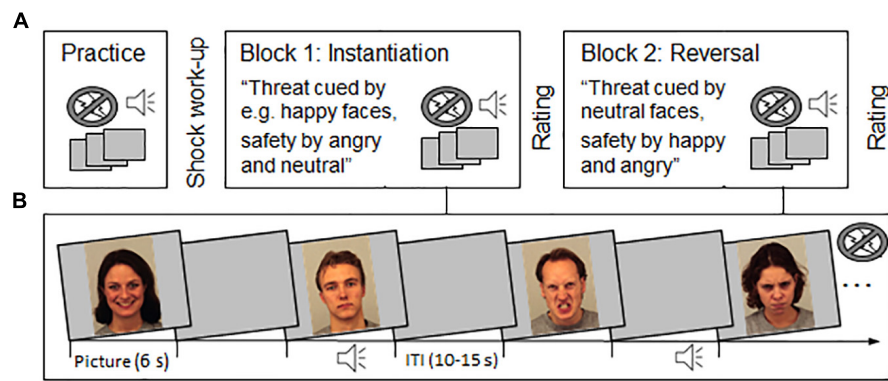 A
Practice
Shock work-up
Block 1: Instantiation
“Threat cued by
e.g. happy faces,
safety by angry
and neutral”
Rating
Block 2: Reversal
“Threat cued by
neutral faces,
safety by happy
and angry”
Rating
B
...
Picture (6 s)
ITI (10-15 s)